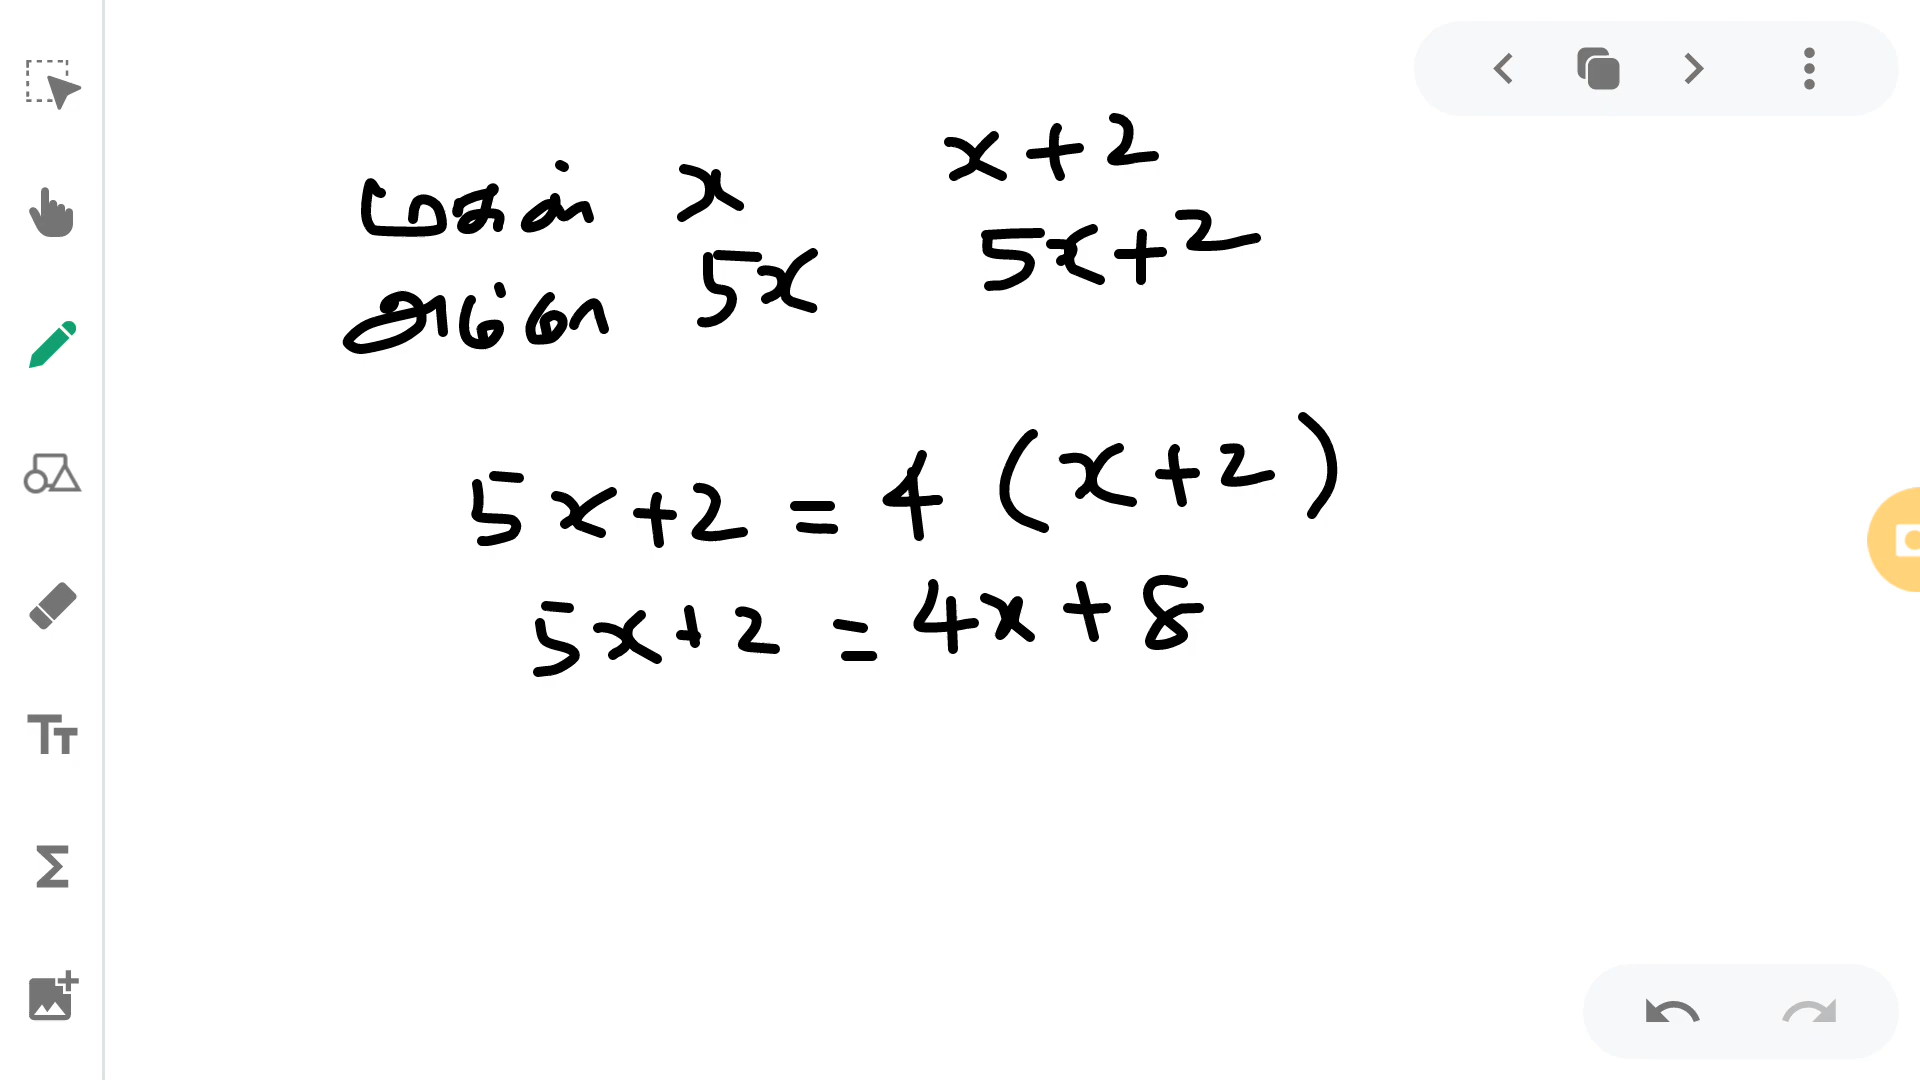 மகன் x x+2
அப்பா 5x 5x+2
5x+2 = 4(x+2)
5x+2 = 4x+8